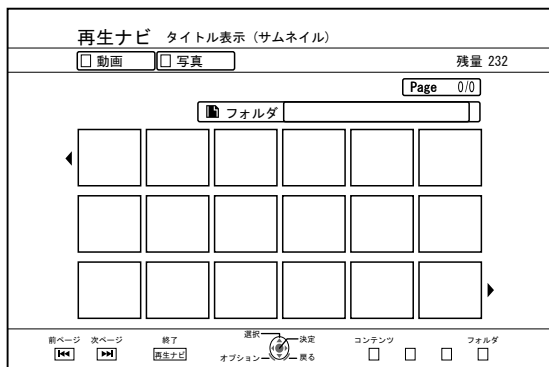 再生ナビ タイトル表示（サムネイル）
動画 写真 残量 232
Page 0/0
フォルダ
前ページ 次ページ 終了 選択 決定 コンテンツ フォルダ
再生ナビ オプション 戻る